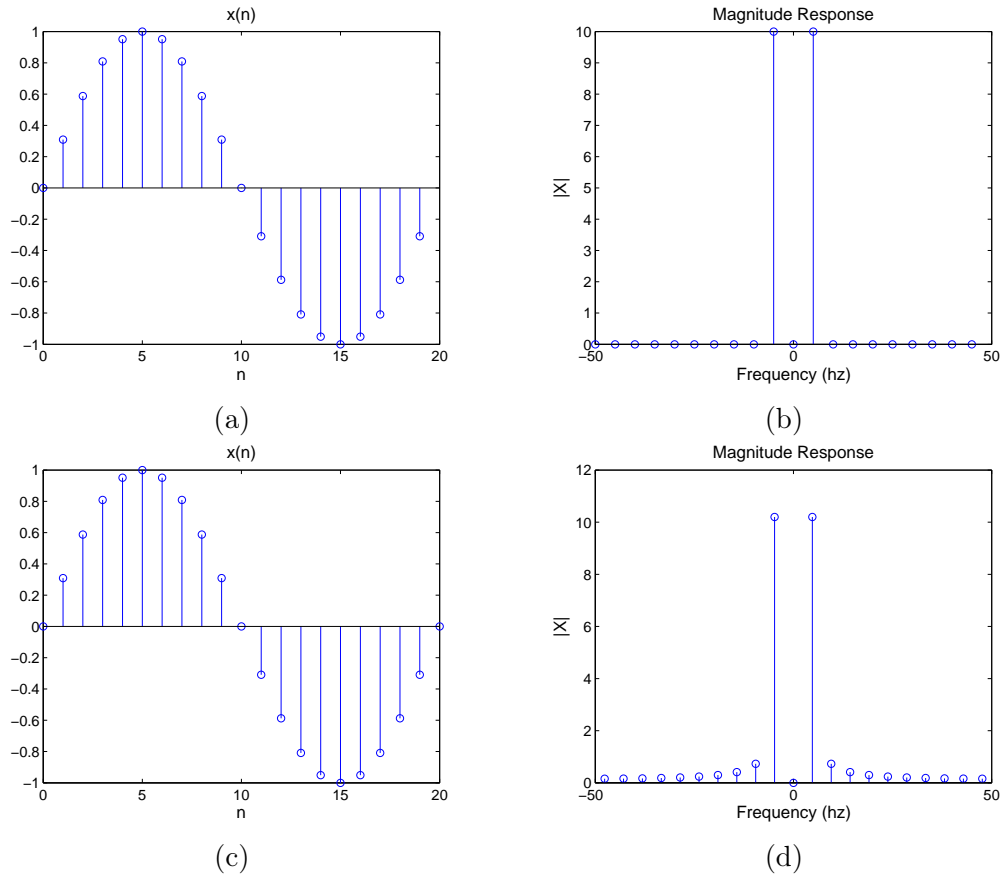 x(n)
1
0.8
0.6
0.4
0.2
0
−0.2
−0.4
−0.6
−0.8
−1
0 5 10 15 20
n
(a)
Magnitude Response
10
9
8
7
6
5
4
3
2
1
0
|X|
−50 0 50
Frequency (hz)
(b)
x(n)
1
0.8
0.6
0.4
0.2
0
−0.2
−0.4
−0.6
−0.8
−1
0 5 10 15 20
n
(c)
Magnitude Response
12
10
8
6
4
2
0
|X|
−50 0 50
Frequency (hz)
(d)